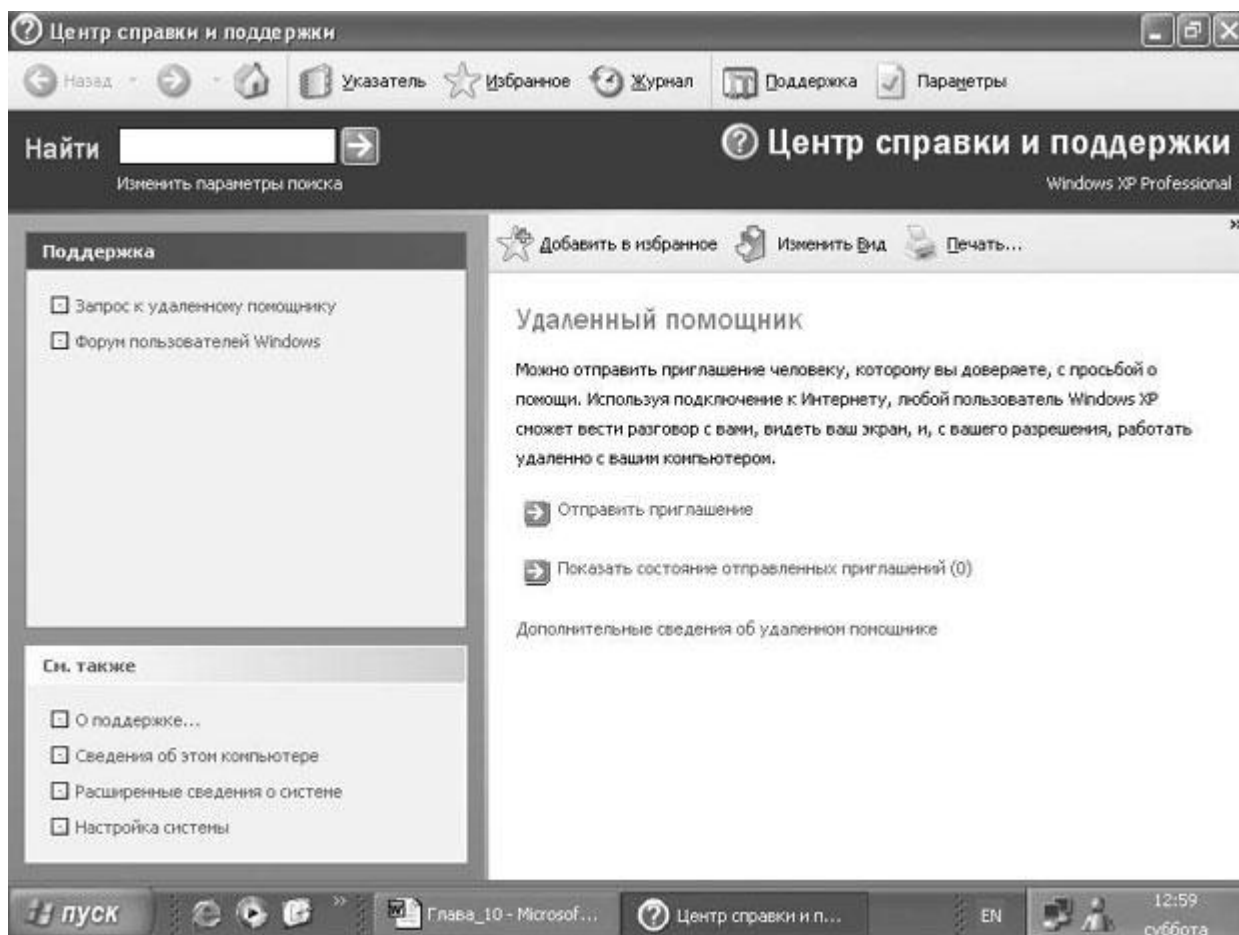 Центр справки и поддержки
Назад
Указатель
Избранное
Журнал
Поддержка
Параметры
Найти
Изменить параметры поиска
Центр справки и поддержки
Windows XP Professional
Поддержка
Запрос к удаленному помощнику
Форум пользователей Windows
См. также
О поддержке...
Сведения об этом компьютере
Расширенные сведения о системе
Настройка системы
Добавить в избранное
Изменить Вид
Печать...
»
Удаленный помощник
Можно отправить приглашение человеку, которому вы доверяете, с просьбой о
помощи. Используя подключение к Интернету, любой пользователь Windows XP
сможет вести разговор с вами, видеть ваш экран, и, с вашего разрешения, работать
удаленно с вашим компьютером.
Отправить приглашение
Показать состояние отправленных приглашений (0)
Дополнительные сведения об удаленном помощнике
пуск
»
Глава_10 - Microsof...
Центр справки и п...
EN
12:59
суббота